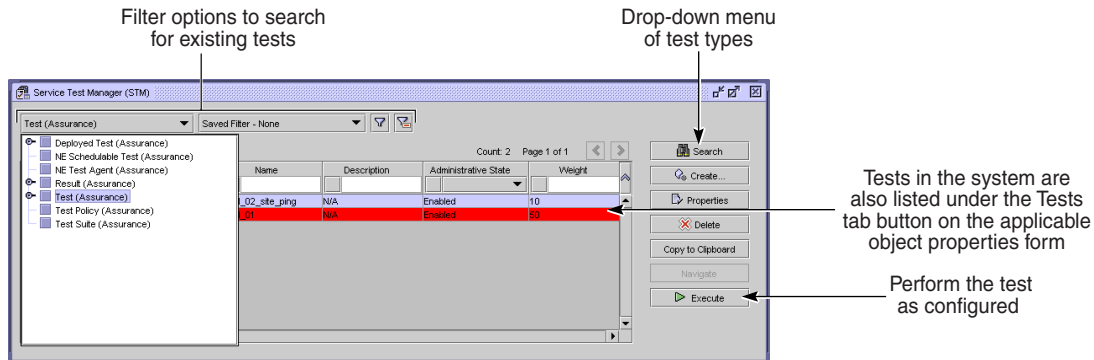 Filter options to search
for existing tests
Drop-down menu
of test types
Service Test Manager (STM)
Test (Assurance)
Saved Filter - None
Deployed Test (Assurance)
NE Schedulable Test (Assurance)
NE Test Agent (Assurance)
Result (Assurance)
Test (Assurance)
Test Policy (Assurance)
Test Suite (Assurance)
Count: 2 Page 1 of 1
Name Description Administrative State Weight
_02_site_ping N/A Enabled 10
_01 N/A Enabled 50
Search
Create...
Properties
Delete
Copy to Clipboard
Navigate
Execute
Tests in the system are
also listed under the Tests
tab button on the applicable
object properties form
Perform the test
as configured